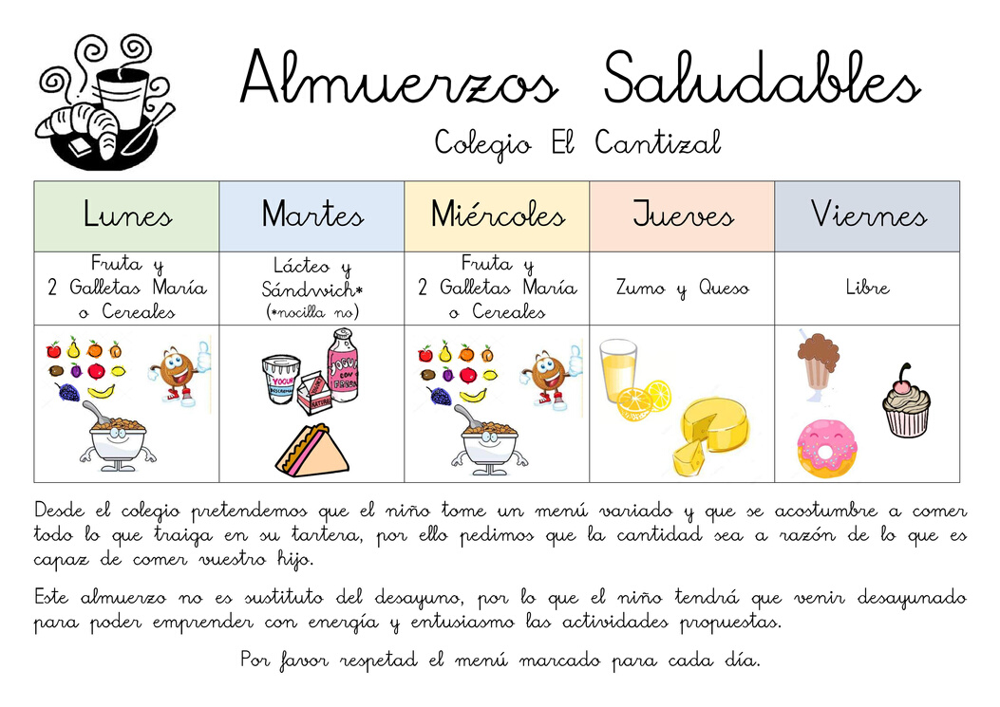 Almuerzos Saludables
Colegio El Cantizal
Lunes
Martes
Miércoles
Jueves
Viernes
Fruta y
2 Galletas María
o Cereales
Lácteo y
Sándwich*
(*nocilla no)
Fruta y
2 Galletas María
o Cereales
Zumo y Queso
Libre
YOGUR
NATURAL
YOGUR
CON
FRESA
Desde el colegio pretendemos que el niño tome un menú variado y que se acostumbre a comer
todo lo que traiga en su tartera, por ello pedimos que la cantidad sea a razón de lo que es
capaz de comer vuestro hijo.
Este almuerzo no es sustituto del desayuno, por lo que el niño tendrá que venir desayunado
para poder emprender con energía y entusiasmo las actividades propuestas.
Por favor respetad el menú marcado para cada día.